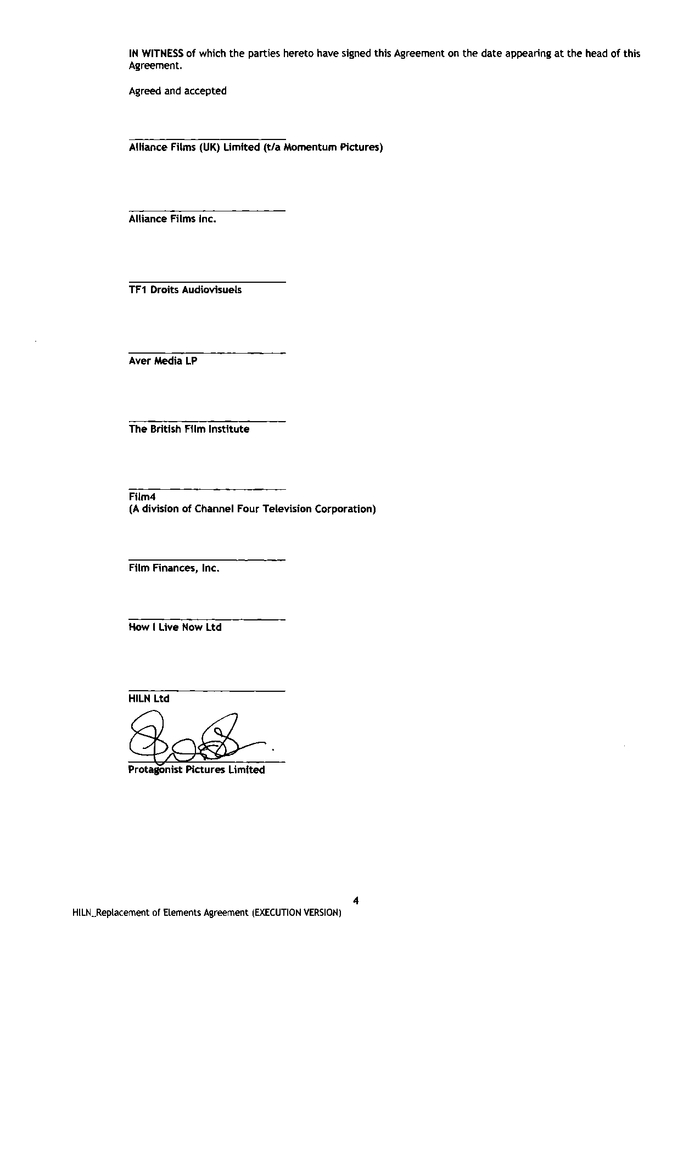 IN WITNESS of which the parties hereto have signed this Agreement on the date appearing at the head of this
Agreement.
Agreed and accepted
Alliance Films (UK) Limited (t/a Momentum Pictures)
Alliance Films Inc.
TF1 Droits Audiovisuels
Aver Media LP
The British Film Institute
Film4
(A division of Channel Four Television Corporation)
Film Finances, Inc.
How I Live Now Ltd
HILN Ltd
Protagonist Pictures Limited
4
HILN_Replacement of Elements Agreement (EXECUTION VERSION)